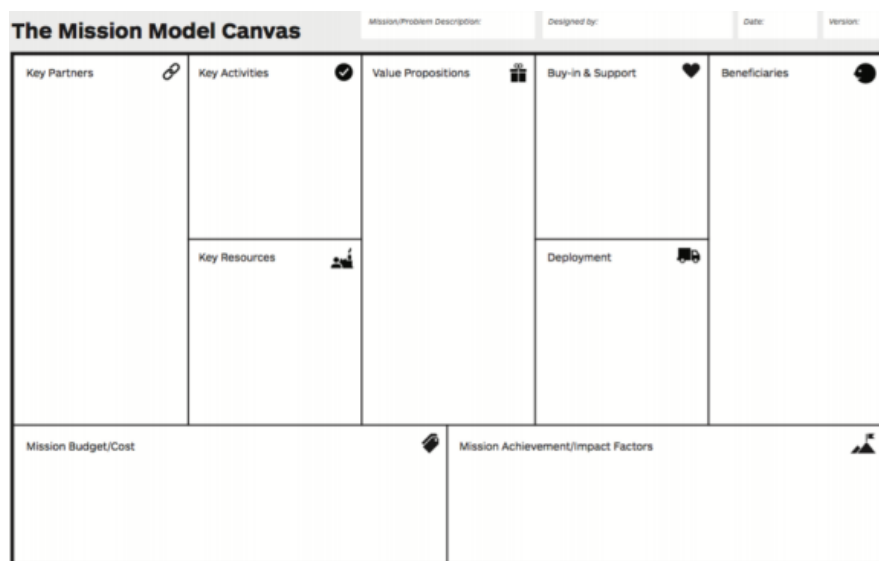 The Mission Model Canvas
Mission/Problem Description:
Designed by:
Date:
Version:
Key Partners
Key Activities
Value Propositions
Buy-in & Support
Beneficiaries
Key Resources
Deployment
Mission Budget/Cost
Mission Achievement/Impact Factors